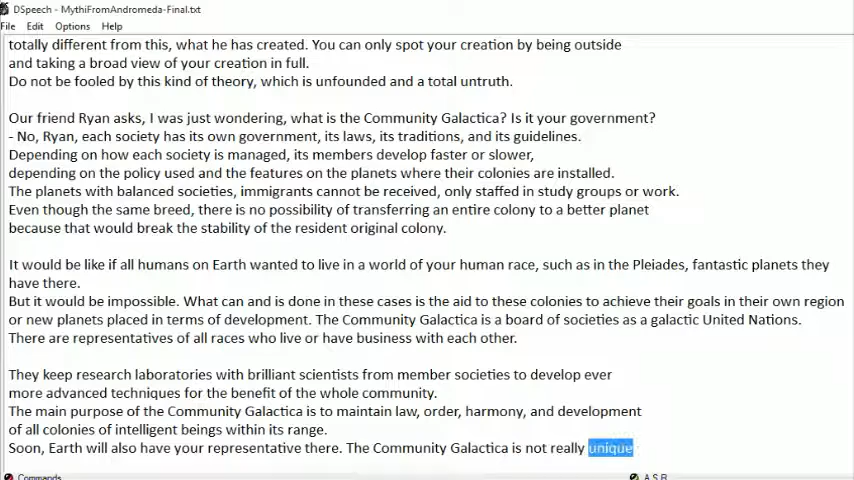 DSpeech - MythiFromAndromeda-Final.txt
File Edit Options Help
totally different from this, what he has created. You can only spot your creation by being outside
and taking a broad view of your creation in full.
Do not be fooled by this kind of theory, which is unfounded and a total untruth.
Our friend Ryan asks, I was just wondering, what is the Community Galactica? Is it your government?
- No, Ryan, each society has its own government, its laws, its traditions, and its guidelines.
Depending on how each society is managed, its members develop faster or slower,
depending on the policy used and the features on the planets where their colonies are installed.
The planets with balanced societies, immigrants cannot be received, only staffed in study groups or work.
Even though the same breed, there is no possibility of transferring an entire colony to a better planet
because that would break the stability of the resident original colony.
It would be like if all humans on Earth wanted to live in a world of your human race, such as in the Pleiades, fantastic planets they
have there.
But it would be impossible. What can and is done in these cases is the aid to these colonies to achieve their goals in their own region
or new planets placed in terms of development. The Community Galactica is a board of societies as a galactic United Nations.
There are representatives of all races who live or have business with each other.
They keep research laboratories with brilliant scientists from member societies to develop ever
more advanced techniques for the benefit of the whole community.
The main purpose of the Community Galactica is to maintain law, order, harmony, and development
of all colonies of intelligent beings within its range.
Soon, Earth will also have your representative there. The Community Galactica is not really unique
Commands A.S.R.